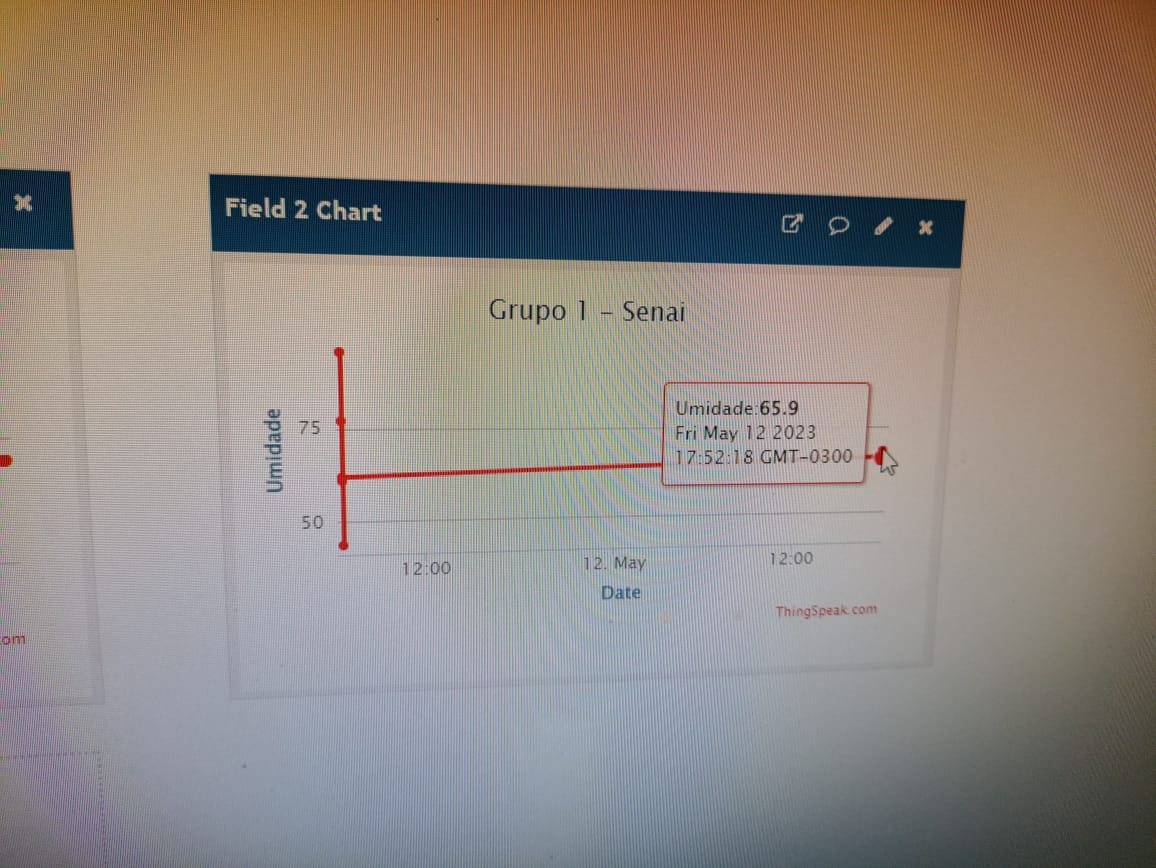 Field 2 Chart
Grupo 1 - Senai
Umidade
75
50
Umidade:65.9
Fri May 12 2023
17:52:18 GMT-0300
12:00
12. May
12:00
Date
ThingSpeak.com
om